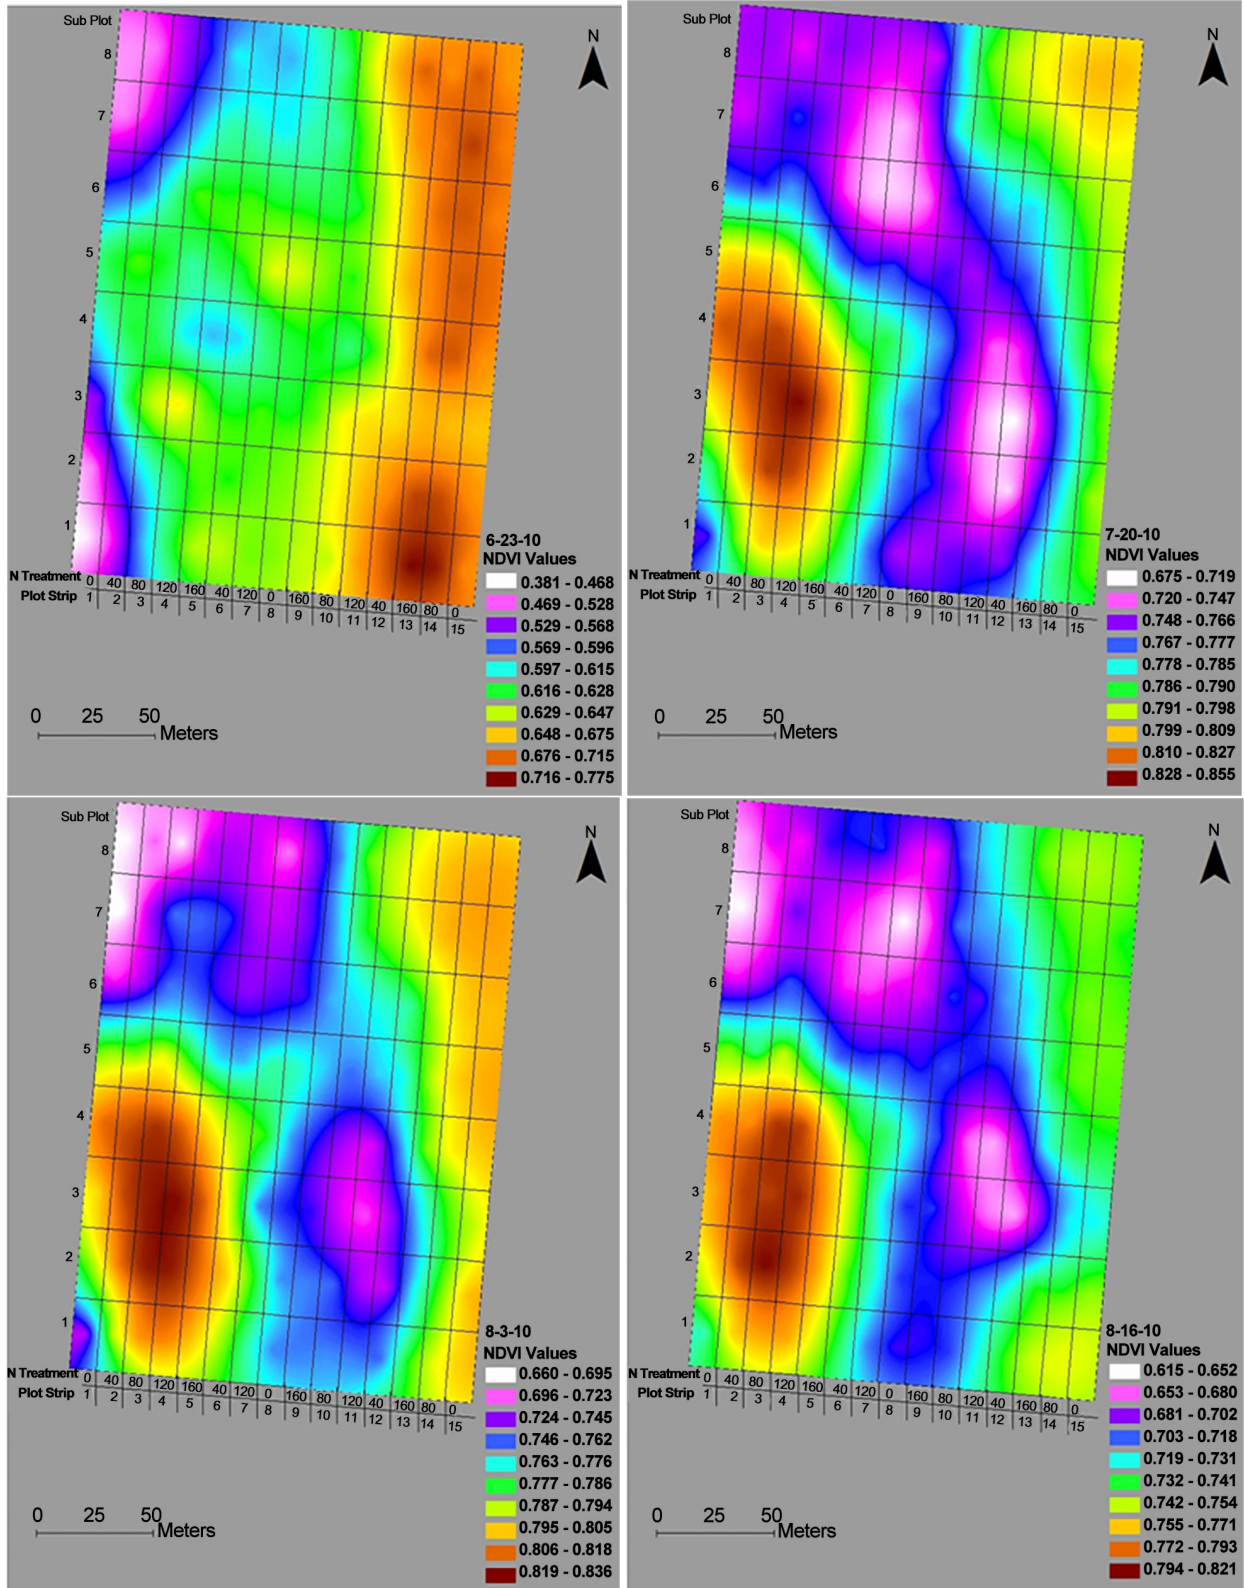 Sub Plot
N
8
7
6
5
4
3
2
1
N Treatment 0 40 80 120 160 40 120 0 160 80 120 40 160 80 0
Plot Strip 1 2 3 4 5 6 7 8 9 10 11 12 13 14 15
6-23-10
NDVI Values
0.381 - 0.468
0.469 - 0.528
0.529 - 0.568
0.569 - 0.596
0.597 - 0.615
0.616 - 0.628
0.629 - 0.647
0.648 - 0.675
0.676 - 0.715
0.716 - 0.775
0 25 50
Meters
Sub Plot
N
8
7
6
5
4
3
2
1
N Treatment 0 40 80 120 160 40 120 0 160 80 120 40 160 80 0
Plot Strip 1 2 3 4 5 6 7 8 9 10 11 12 13 14 15
7-20-10
NDVI Values
0.675 - 0.719
0.720 - 0.747
0.748 - 0.766
0.767 - 0.777
0.778 - 0.785
0.786 - 0.790
0.791 - 0.798
0.799 - 0.809
0.810 - 0.827
0.828 - 0.855
0 25 50
Meters
Sub Plot
N
8
7
6
5
4
3
2
1
N Treatment 0 40 80 120 160 40 120 0 160 80 120 40 160 80 0
Plot Strip 1 2 3 4 5 6 7 8 9 10 11 12 13 14 15
8-3-10
NDVI Values
0.660 - 0.695
0.696 - 0.723
0.724 - 0.745
0.746 - 0.762
0.763 - 0.776
0.777 - 0.786
0.787 - 0.794
0.795 - 0.805
0.806 - 0.818
0.819 - 0.836
0 25 50
Meters
Sub Plot
N
8
7
6
5
4
3
2
1
N Treatment 0 40 80 120 160 40 120 0 160 80 120 40 160 80 0
Plot Strip 1 2 3 4 5 6 7 8 9 10 11 12 13 14 15
8-16-10
NDVI Values
0.615 - 0.652
0.653 - 0.680
0.681 - 0.702
0.703 - 0.718
0.719 - 0.731
0.732 - 0.741
0.742 - 0.754
0.755 - 0.771
0.772 - 0.793
0.794 - 0.821
0 25 50
Meters